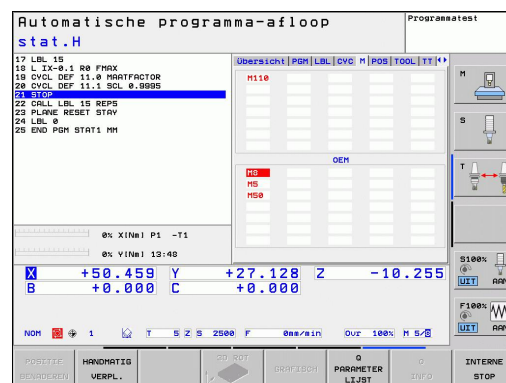 Automatische programma-afloop
Programmatest
stat.H
17 LBL 15
18 L IX-0.1 R0 FMAX
19 CYCL DEF 11.0 MAATFACTOR
20 CYCL DEF 11.1 SCL 0.9995
21 STOP
22 CALL LBL 15 REP5
23 PLANE RESET STAY
24 LBL 0
25 END PGM STAT1 MM
Übersicht PGM LBL CYC M POS TOOL TT
M110
OEM
M8
M5
M50
M
S
T
0% X[Nm] P1 -T1
0% Y[Nm] 13:48
X +50.459 Y +27.128 Z -10.255
B +0.000 C +0.000
NOM 1 T 5 Z S 2500 F 0mm/min Ovr 100% M 5/8
S100%
UIT AAN
F100%
UIT AAN
POSITIE BENADEREN
HANDMATIG VERPL.
3D ROT
GRAFISCH
Q PARAMETER LIJST
Q INFO
INTERNE STOP